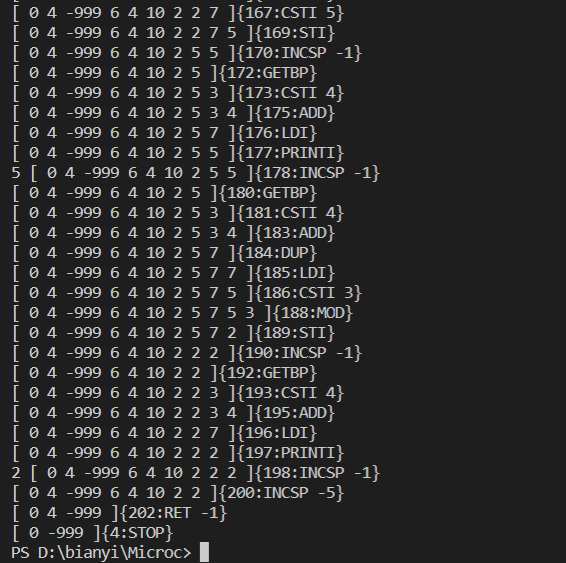 [ 0 4 -999 6 4 10 2 2 7 ]{167:CSTI 5}
[ 0 4 -999 6 4 10 2 2 7 5 ]{169:STI}
[ 0 4 -999 6 4 10 2 5 5 ]{170:INCSP -1}
[ 0 4 -999 6 4 10 2 5 ]{172:GETBP}
[ 0 4 -999 6 4 10 2 5 3 ]{173:CSTI 4}
[ 0 4 -999 6 4 10 2 5 3 4 ]{175:ADD}
[ 0 4 -999 6 4 10 2 5 7 ]{176:LDI}
[ 0 4 -999 6 4 10 2 5 5 ]{177:PRINTI}
5 [ 0 4 -999 6 4 10 2 5 5 ]{178:INCSP -1}
[ 0 4 -999 6 4 10 2 5 ]{180:GETBP}
[ 0 4 -999 6 4 10 2 5 3 ]{181:CSTI 4}
[ 0 4 -999 6 4 10 2 5 3 4 ]{183:ADD}
[ 0 4 -999 6 4 10 2 5 7 ]{184:DUP}
[ 0 4 -999 6 4 10 2 5 7 7 ]{185:LDI}
[ 0 4 -999 6 4 10 2 5 7 5 ]{186:CSTI 3}
[ 0 4 -999 6 4 10 2 5 7 5 3 ]{188:MOD}
[ 0 4 -999 6 4 10 2 5 7 2 ]{189:STI}
[ 0 4 -999 6 4 10 2 2 2 ]{190:INCSP -1}
[ 0 4 -999 6 4 10 2 2 ]{192:GETBP}
[ 0 4 -999 6 4 10 2 2 3 ]{193:CSTI 4}
[ 0 4 -999 6 4 10 2 2 3 4 ]{195:ADD}
[ 0 4 -999 6 4 10 2 2 7 ]{196:LDI}
[ 0 4 -999 6 4 10 2 2 2 ]{197:PRINTI}
2 [ 0 4 -999 6 4 10 2 2 2 ]{198:INCSP -1}
[ 0 4 -999 6 4 10 2 2 ]{200:INCSP -5}
[ 0 4 -999 ]{202:RET -1}
[ 0 -999 ]{4:STOP}
PS D:\bianyi\Microc>